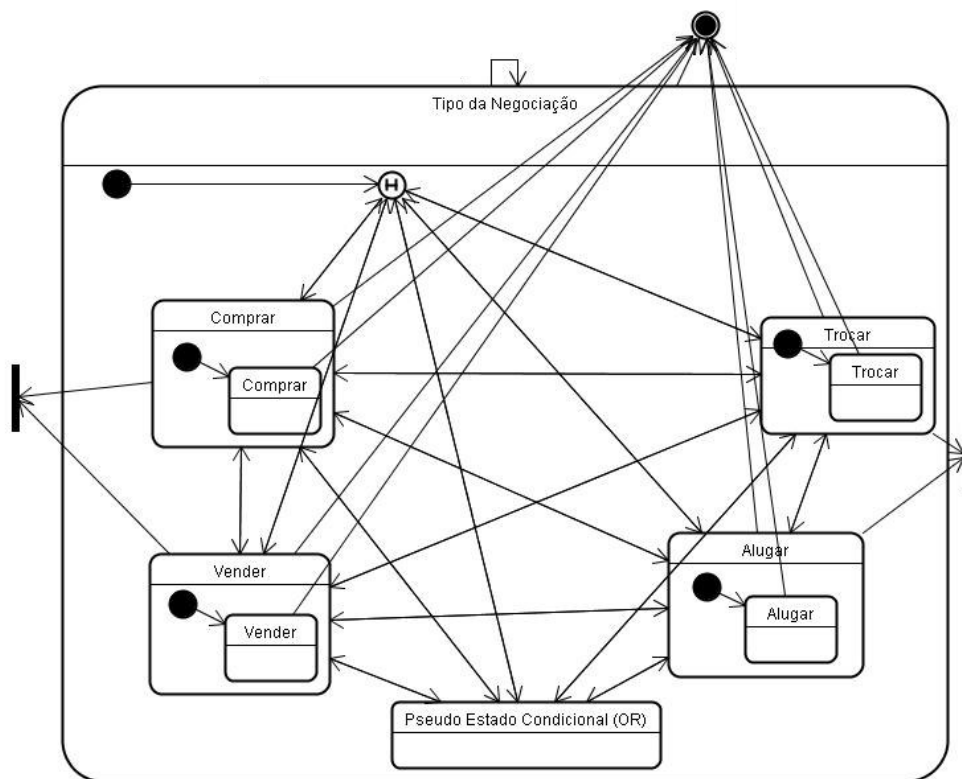 Tipo da Negociação
H
Comprar
Comprar
Trocar
Trocar
Vender
Vender
Alugar
Alugar
Pseudo Estado Condicional (OR)